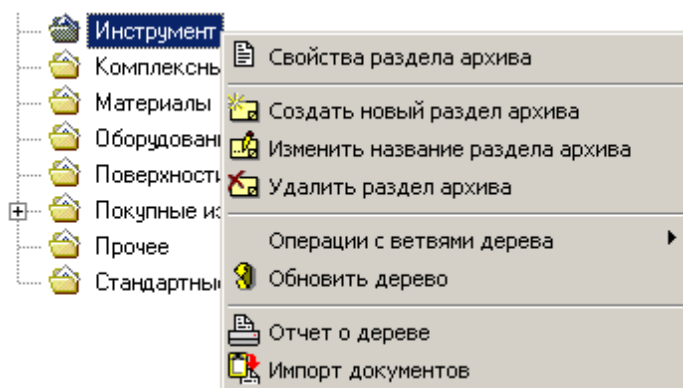 Инструмент
Комплексны
Материалы
Оборудован
Поверхности
Покупные из
Прочее
Стандартны
Свойства раздела архива
Создать новый раздел архива
Изменить название раздела архива
Удалить раздел архива
Операции с ветвями дерева
Обновить дерево
Отчет о дереве
Импорт документов